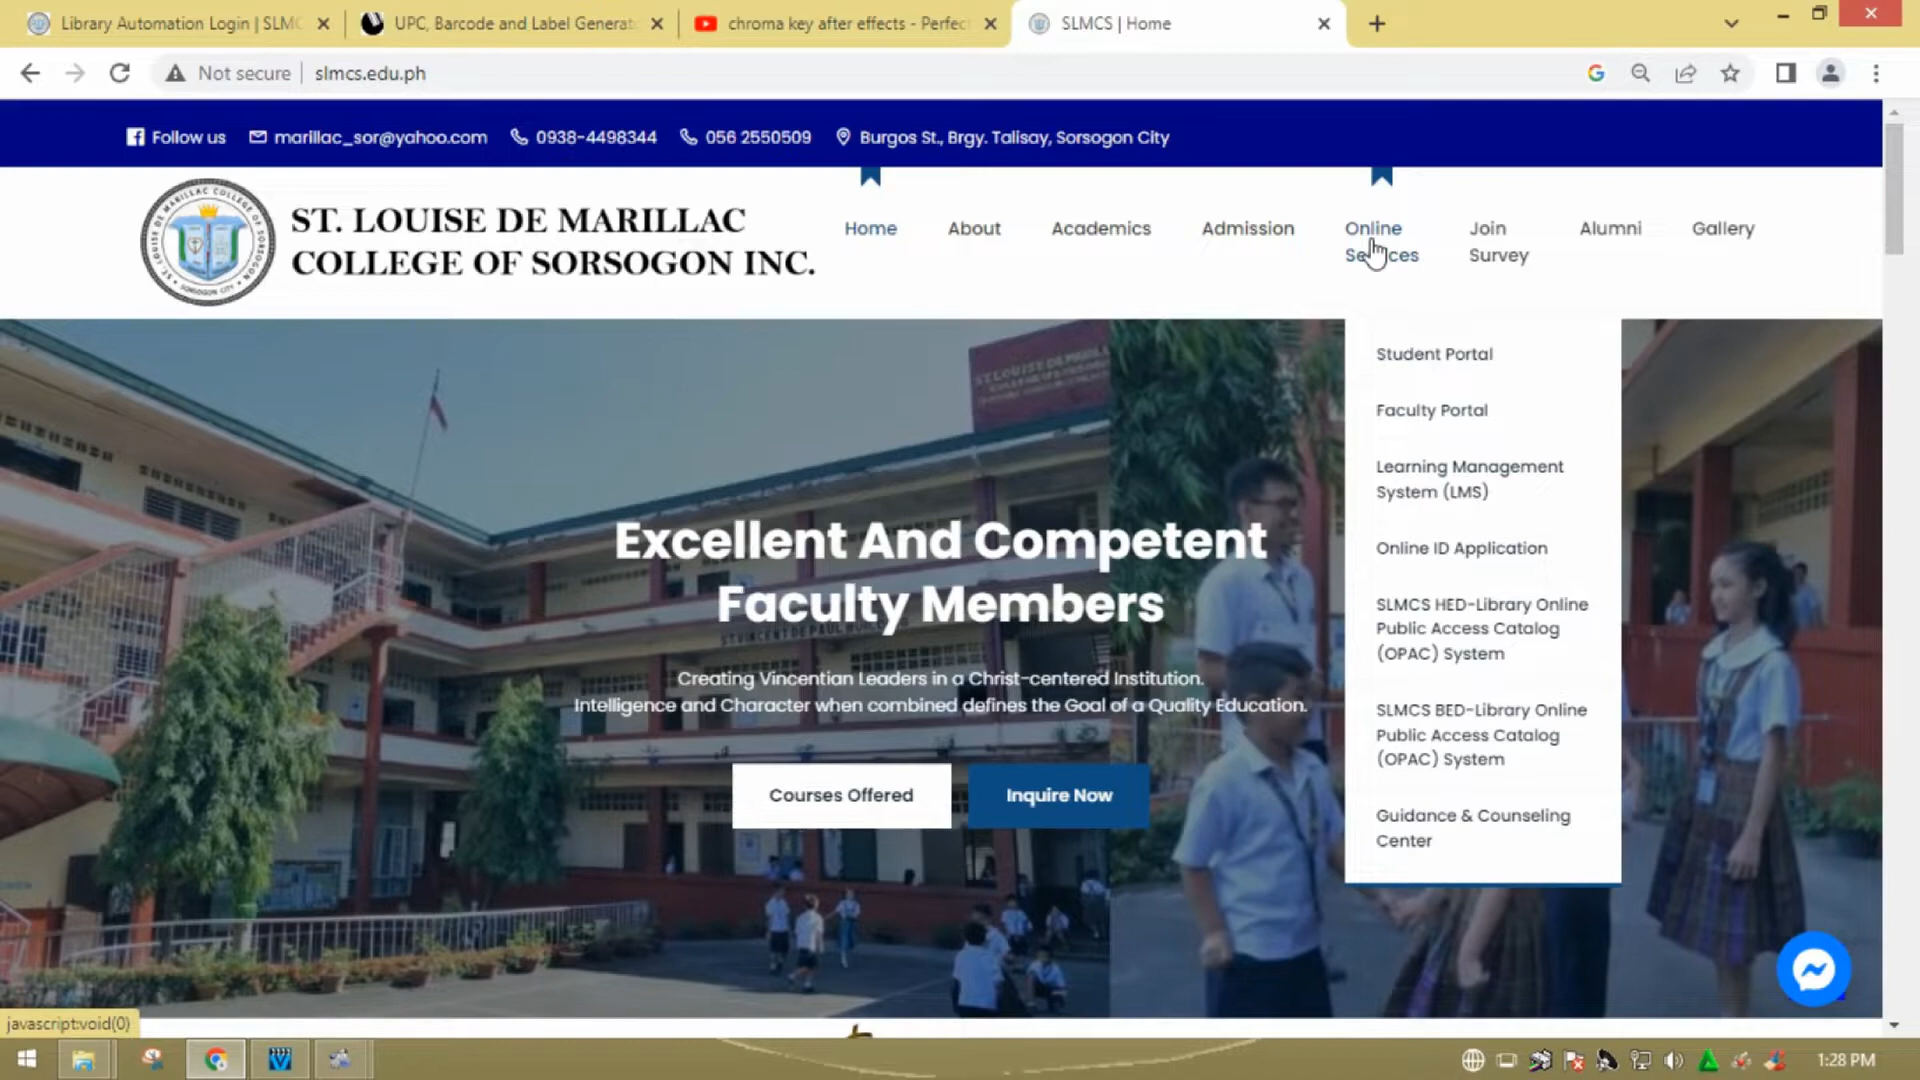 Library Automation Login | SLMC
UPC, Barcode and Label Generat
chroma key after effects - Perfec
SLMCS | Home
Not secure
slmcs.edu.ph
Follow us
marillac_sor@yahoo.com
0938-4498344
056 2550509
Burgos St., Brgy. Talisay, Sorsogon City
ST. LOUISE DE MARILLAC
COLLEGE OF SORSOGON INC.
Home
About
Academics
Admission
Online
Services
Join
Survey
Alumni
Gallery
Student Portal
Faculty Portal
Learning Management
System (LMS)
Online ID Application
SLMCS HED-Library Online
Public Access Catalog
(OPAC) System
SLMCS BED-Library Online
Public Access Catalog
(OPAC) System
Guidance & Counseling
Center
Excellent And Competent
Faculty Members
Creating Vincentian Leaders in a Christ-centered Institution.
Intelligence and Character when combined defines the Goal of a Quality Education.
Courses Offered
Inquire Now
javascript:void(0)
1:28 PM